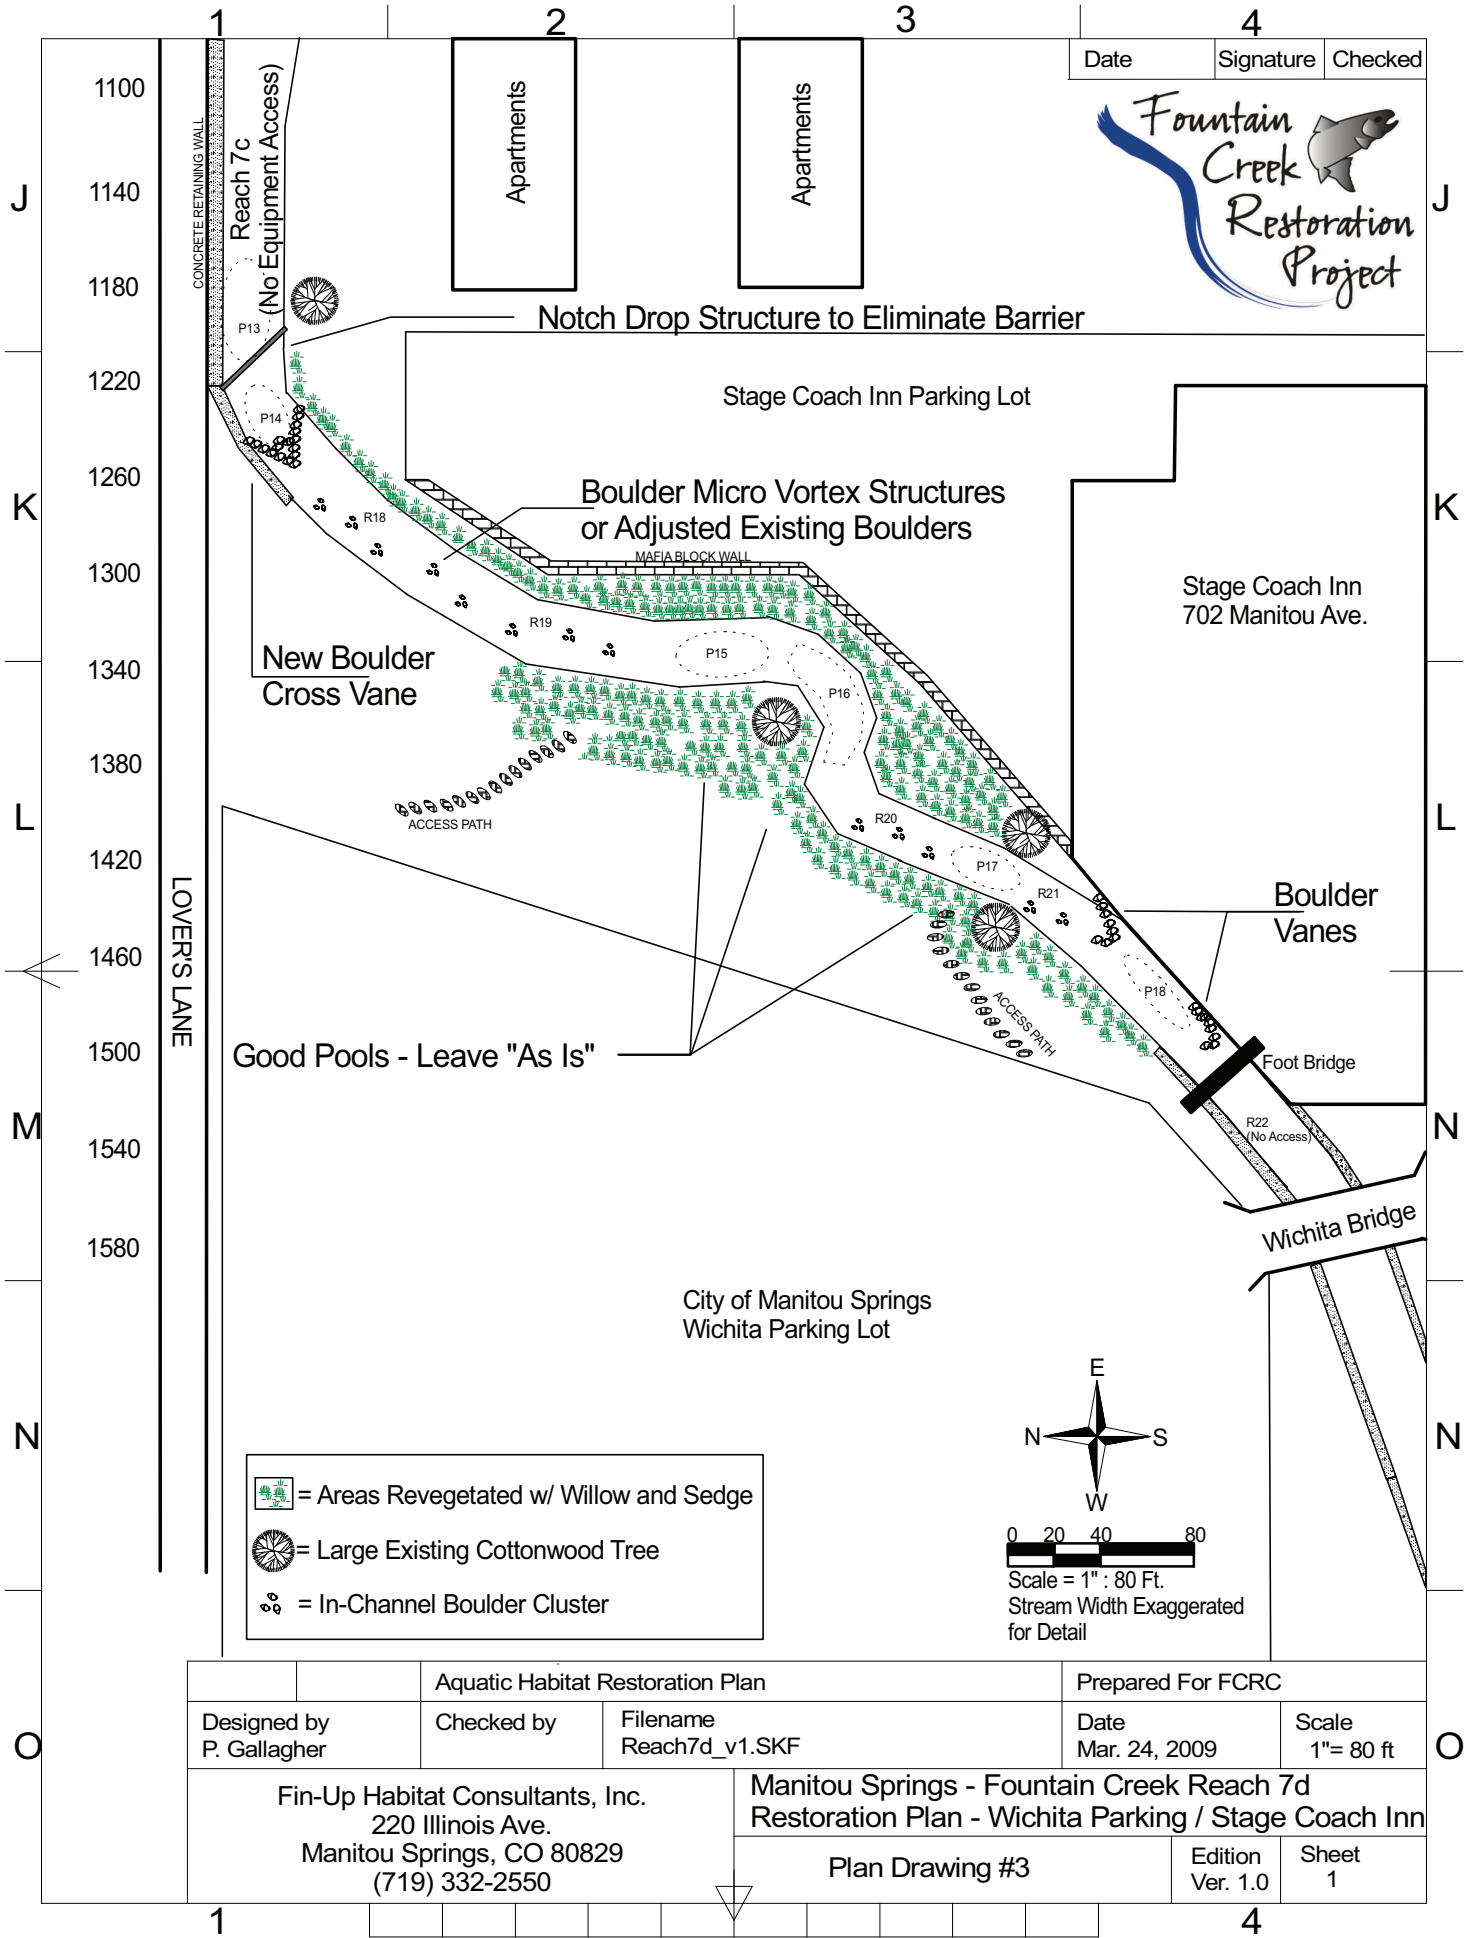 1 2 3 4
Date Signature Checked
Fountain
Creek
Restoration
Project
J
K
L
M
N
O
J
K
L
N
N
O
1100
1140
1180
1220
1260
1300
1340
1380
1420
1460
1500
1540
1580
CONCRETE RETAINING WALL
Reach 7c
(No Equipment Access)
Apartments
Apartments
P13
Notch Drop Structure to Eliminate Barrier
Stage Coach Inn Parking Lot
P14
R18
Boulder Micro Vortex Structures
or Adjusted Existing Boulders
MAFIA BLOCK WALL
Stage Coach Inn
702 Manitou Ave.
R19
New Boulder
Cross Vane
P15
P16
ACCESS PATH
R20
P17
R21
LOVER'S LANE
Boulder
Vanes
P18
ACCESS PATH
Good Pools - Leave "As Is"
Foot Bridge
R22
(No Access)
Wichita Bridge
City of Manitou Springs
Wichita Parking Lot
E
N S
W
0 20 40 80
Scale = 1" : 80 Ft.
Stream Width Exaggerated
for Detail
= Areas Revegetated w/ Willow and Sedge
= Large Existing Cottonwood Tree
= In-Channel Boulder Cluster
Aquatic Habitat Restoration Plan
Prepared For FCRC
Designed by
P. Gallagher
Checked by
Filename
Reach7d_v1.SKF
Date
Mar. 24, 2009
Scale
1"= 80 ft
Fin-Up Habitat Consultants, Inc.
220 Illinois Ave.
Manitou Springs, CO 80829
(719) 332-2550
Manitou Springs - Fountain Creek Reach 7d
Restoration Plan - Wichita Parking / Stage Coach Inn
Plan Drawing #3
Edition
Ver. 1.0
Sheet
1
1 4